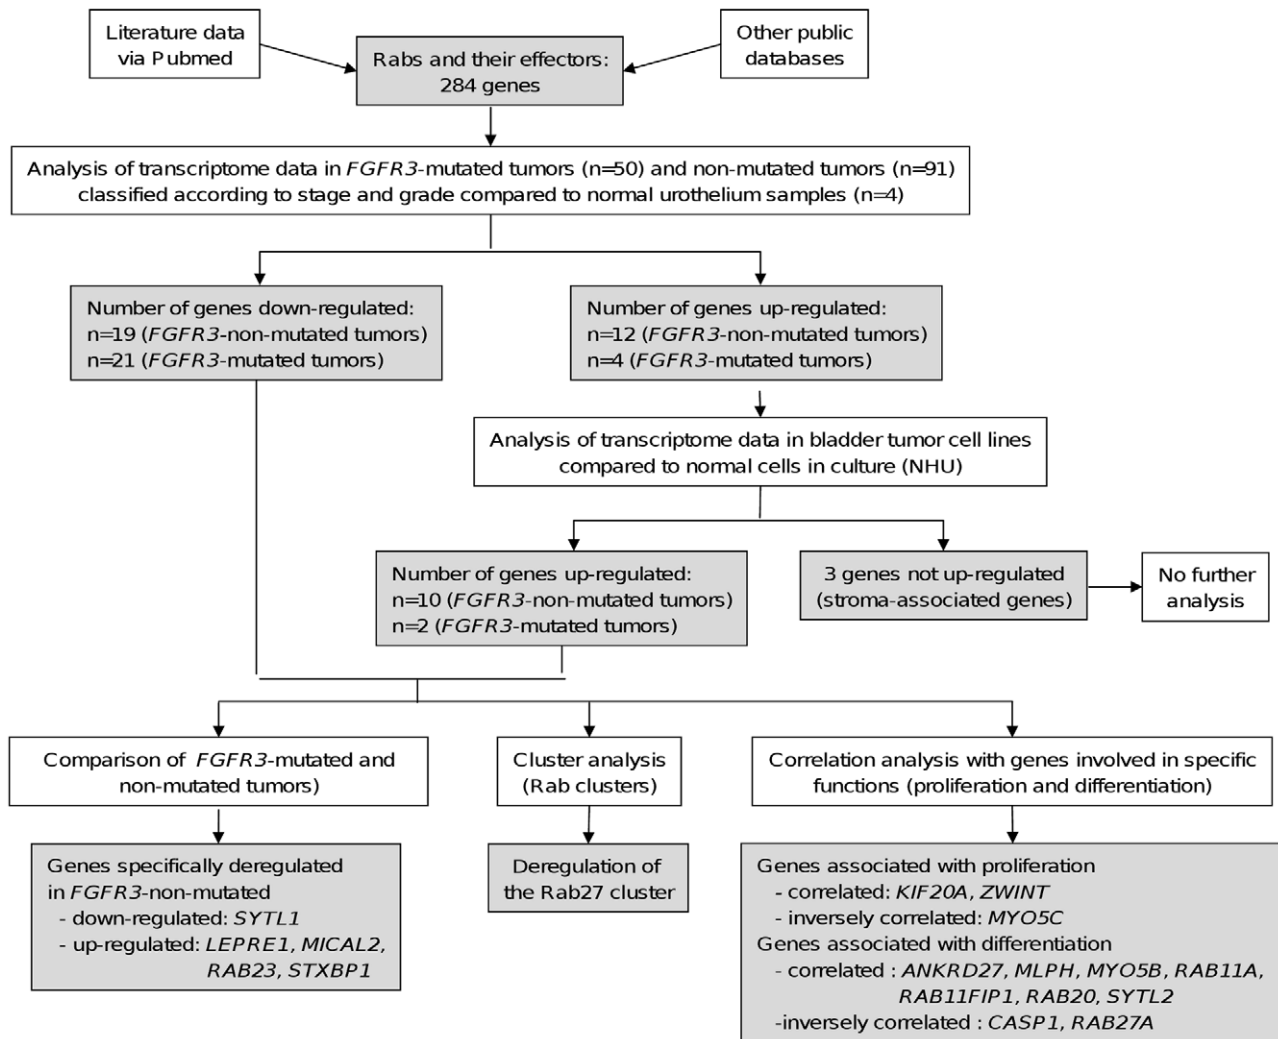 Literature data
via Pubmed
Rabs and their effectors:
284 genes
Other public
databases
Analysis of transcriptome data in FGFR3-mutated tumors (n=50) and non-mutated tumors (n=91)
classified according to stage and grade compared to normal urothelium samples (n=4)
Number of genes down-regulated:
n=19 (FGFR3-non-mutated tumors)
n=21 (FGFR3-mutated tumors)
Number of genes up-regulated:
n=12 (FGFR3-non-mutated tumors)
n=4 (FGFR3-mutated tumors)
Analysis of transcriptome data in bladder tumor cell lines
compared to normal cells in culture (NHU)
Number of genes up-regulated:
n=10 (FGFR3-non-mutated tumors)
n=2 (FGFR3-mutated tumors)
3 genes not up-regulated
(stroma-associated genes)
No further
analysis
Comparison of FGFR3-mutated and
non-mutated tumors)
Cluster analysis
(Rab clusters)
Correlation analysis with genes involved in specific
functions (proliferation and differentiation)
Genes specifically deregulated
in FGFR3-non-mutated
- down-regulated: SYTL1
- up-regulated: LEPRE1, MICAL2,
RAB23, STXBP1
Deregulation of
the Rab27 cluster
Genes associated with proliferation
- correlated: KIF20A, ZWINT
- inversely correlated: MYO5C
Genes associated with differentiation
- correlated : ANKRD27, MLPH, MYO5B, RAB11A,
RAB11FIP1, RAB20, SYTL2
-inversely correlated : CASP1, RAB27A